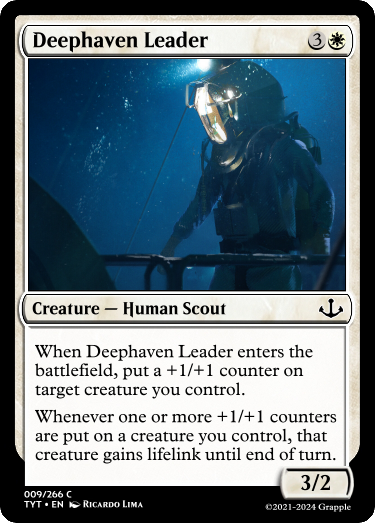 Deephaven Leader 3
Creature — Human Scout
When Deephaven Leader enters the
battlefield, put a +1/+1 counter on
target creature you control.
Whenever one or more +1/+1 counters
are put on a creature you control, that
creature gains lifelink until end of turn.
3/2
009/266 C
TYT • EN Ricardo Lima
©2021-2024 Grapple